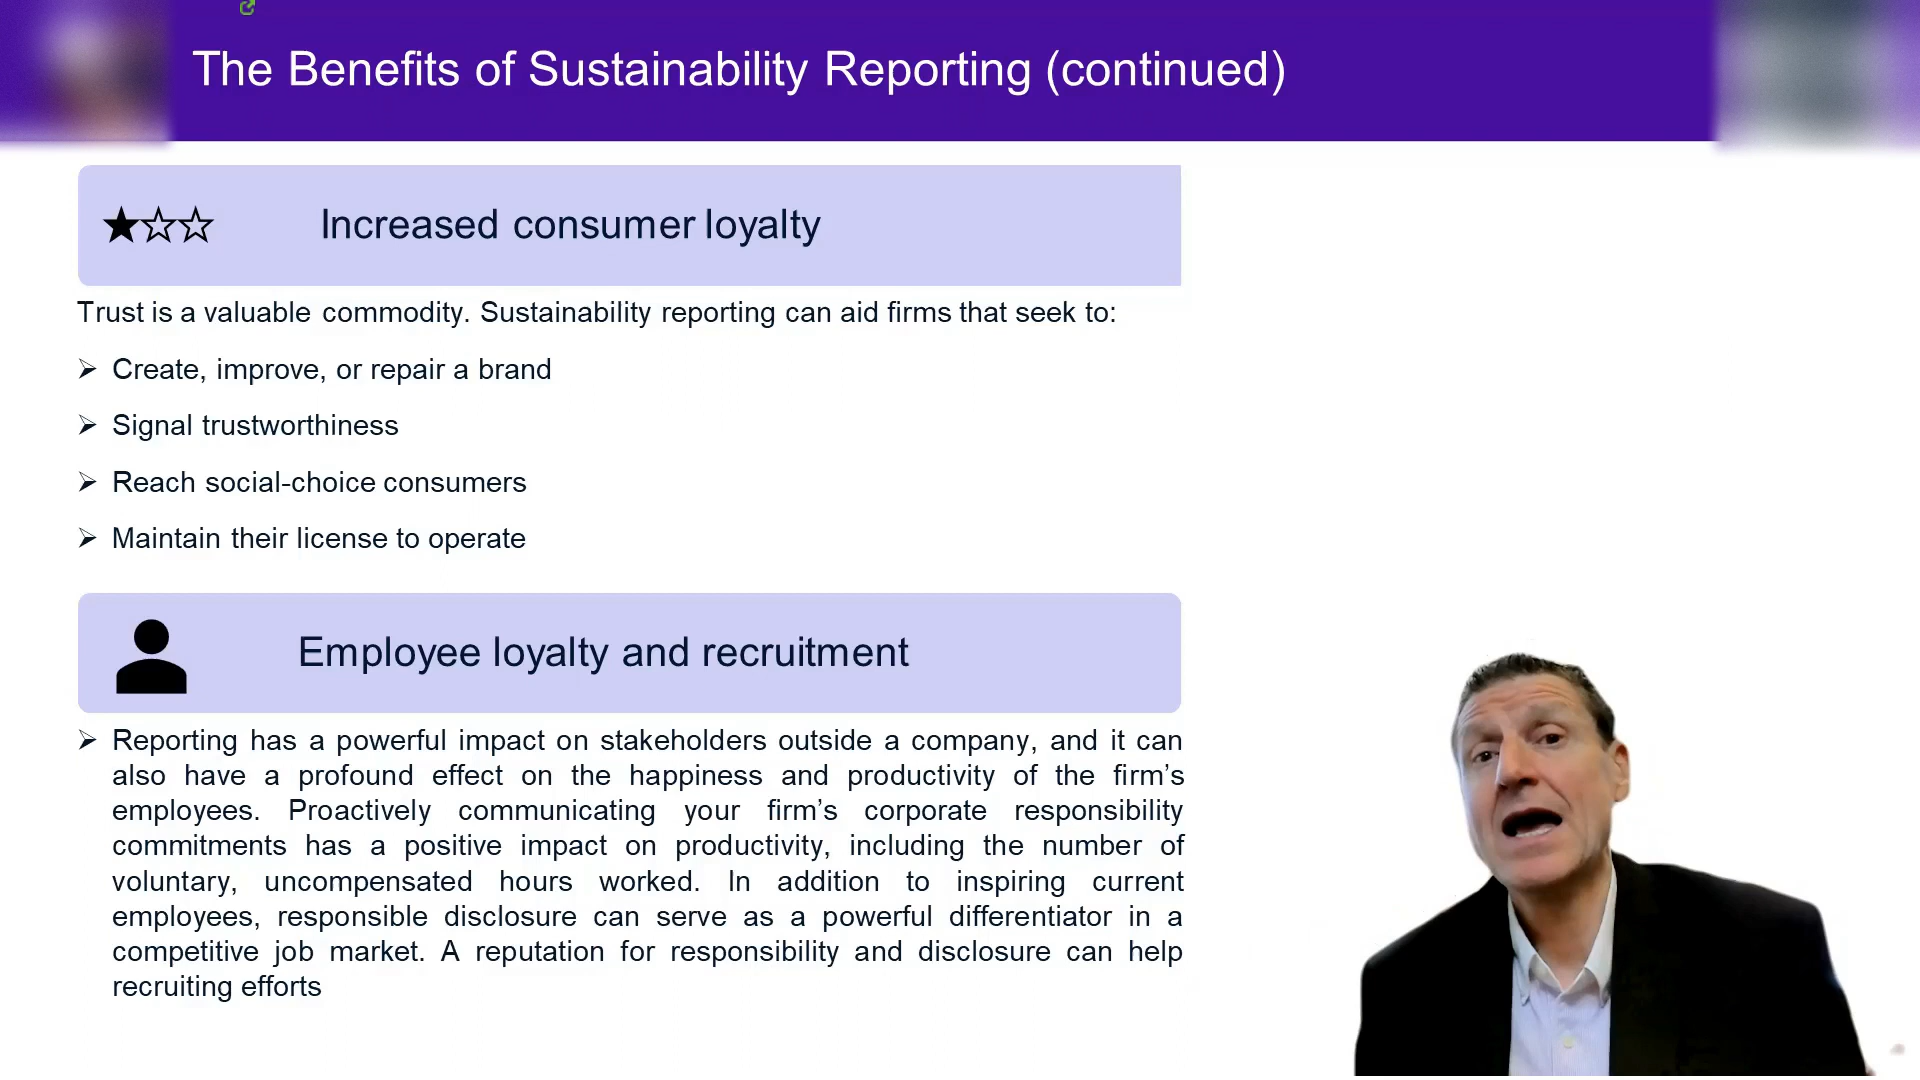 The Benefits of Sustainability Reporting (continued)
Increased consumer loyalty
Trust is a valuable commodity. Sustainability reporting can aid firms that seek to:
➢ Create, improve, or repair a brand
➢ Signal trustworthiness
➢ Reach social-choice consumers
➢ Maintain their license to operate
Employee loyalty and recruitment
➢ Reporting has a powerful impact on stakeholders outside a company, and it can
also have a profound effect on the happiness and productivity of the firm’s
employees. Proactively communicating your firm’s corporate responsibility
commitments has a positive impact on productivity, including the number of
voluntary, uncompensated hours worked. In addition to inspiring current
employees, responsible disclosure can serve as a powerful differentiator in a
competitive job market. A reputation for responsibility and disclosure can help
recruiting efforts